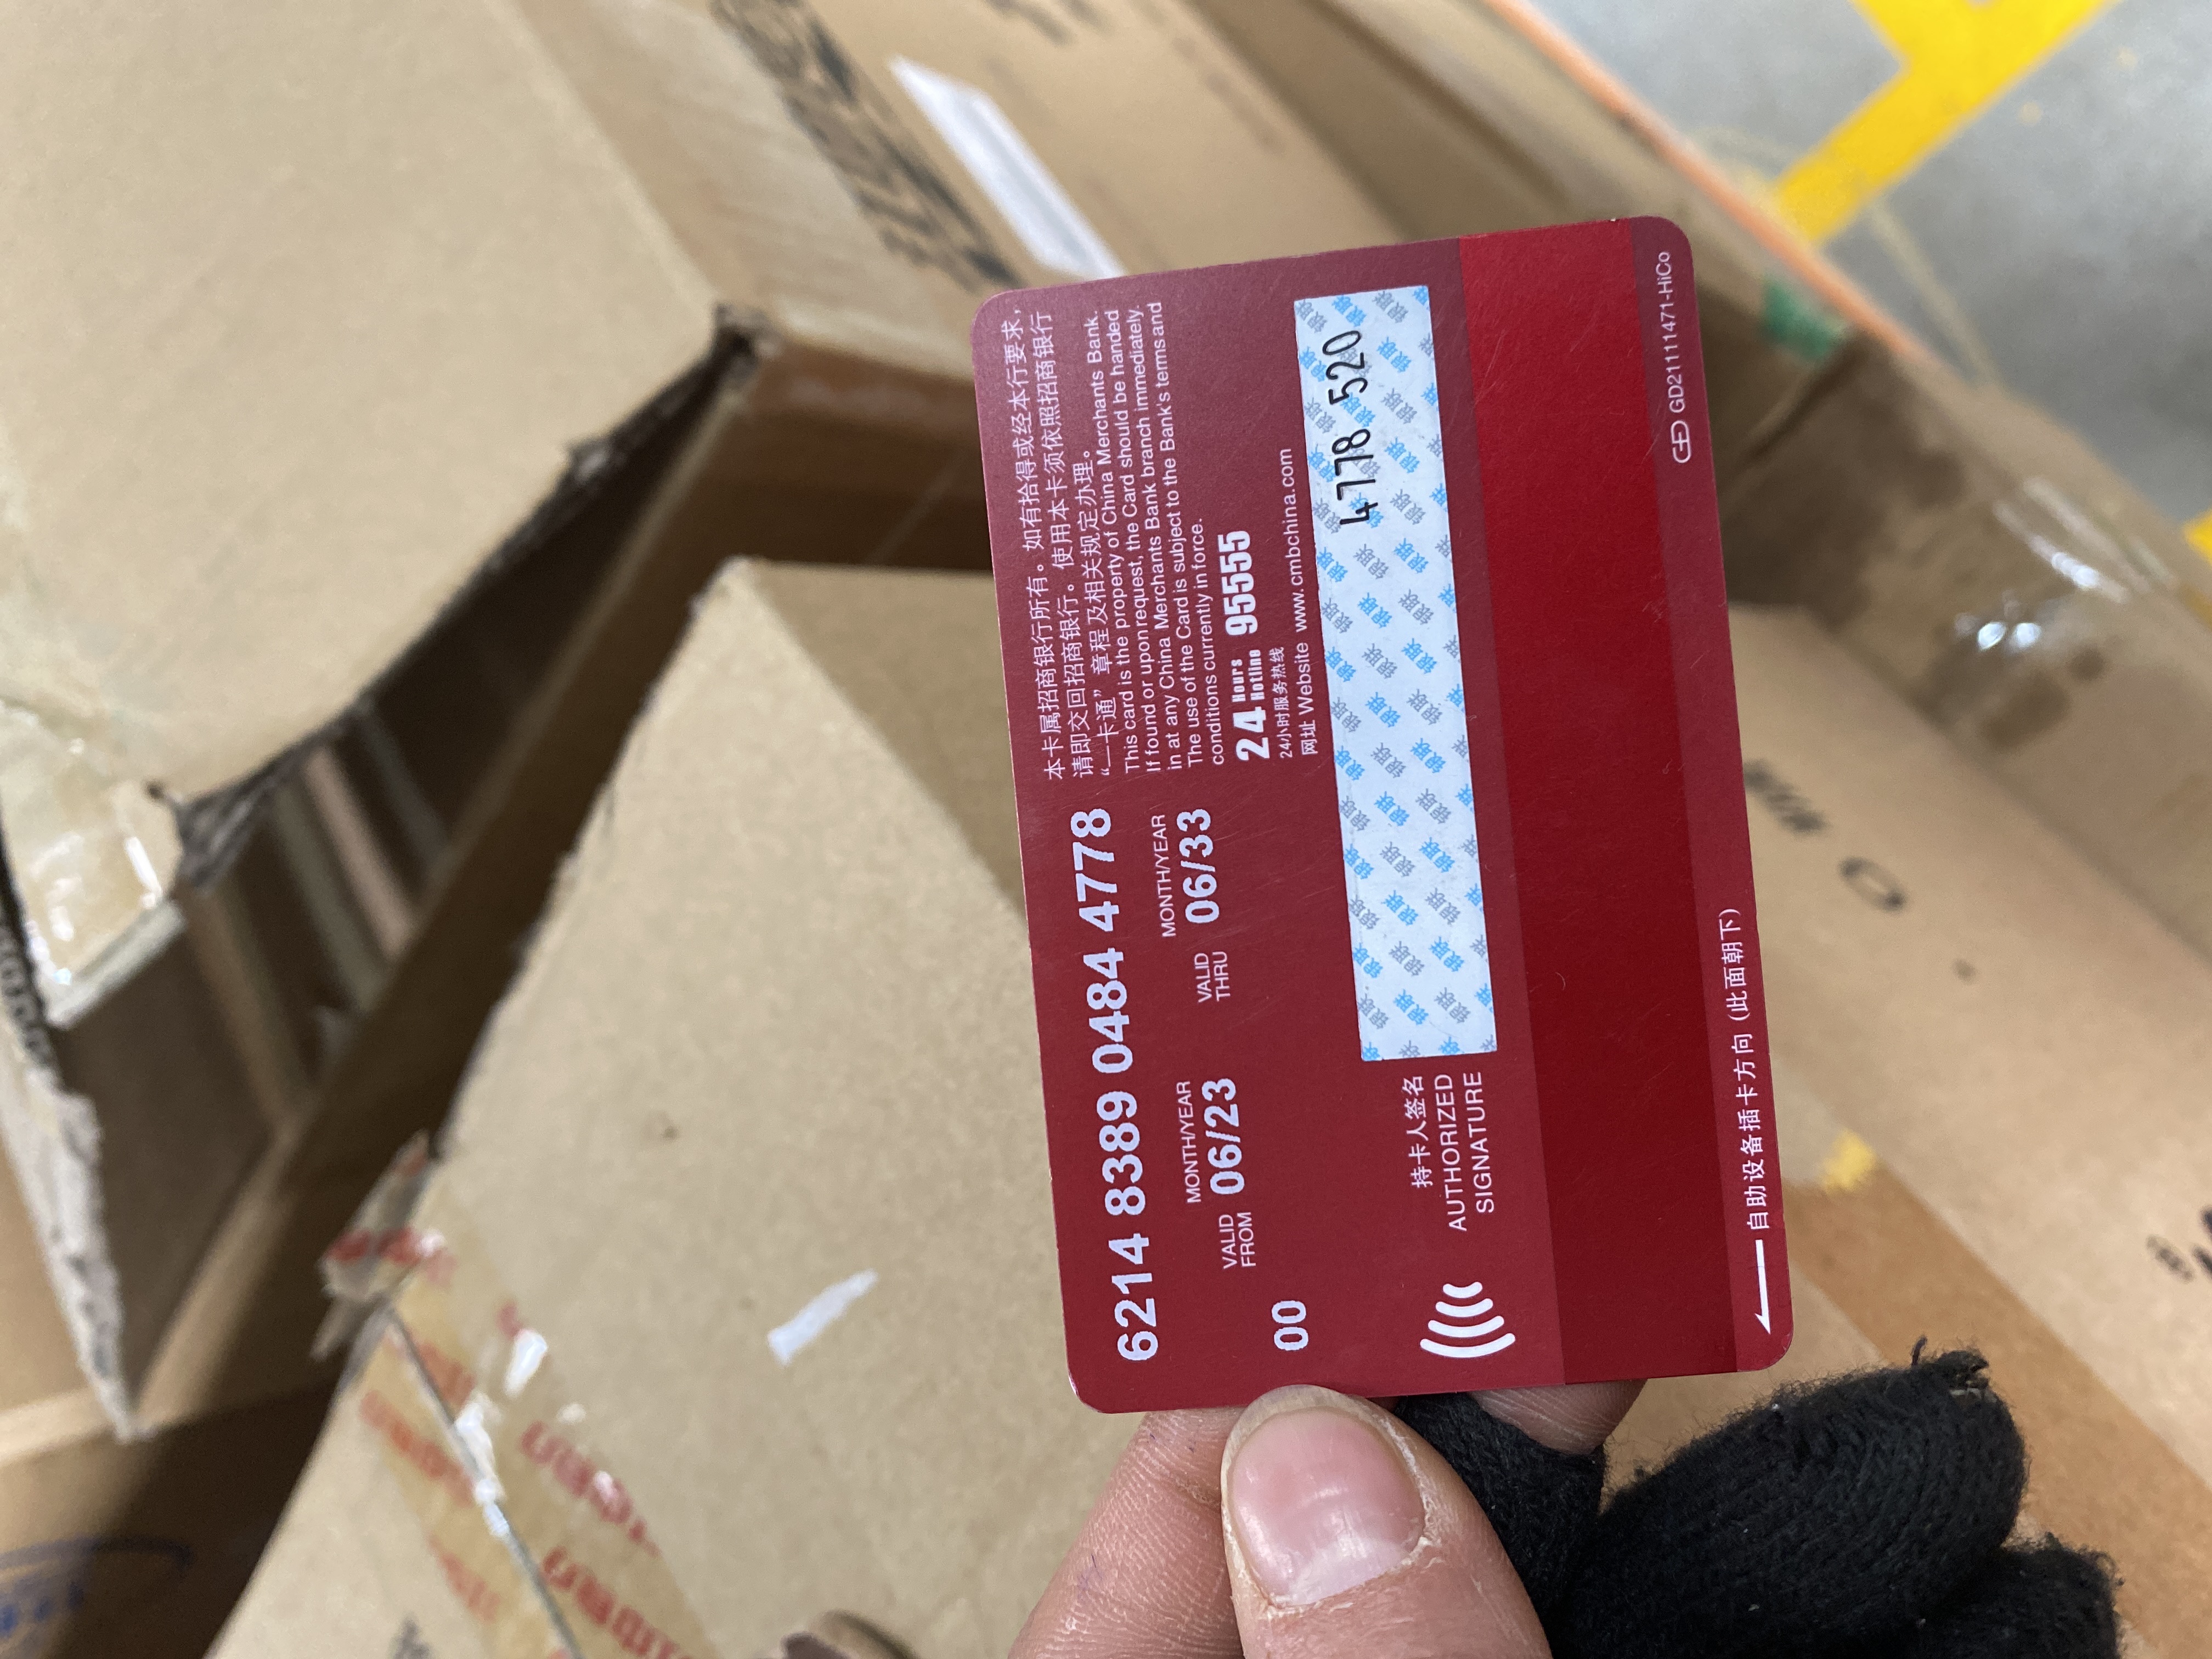 6214 8389 0484 4778
MONTH/YEAR MONTH/YEAR
VALID FROM 06/23 VALID THRU 06/33
00
本卡属招商银行所有。如有拾得或经本行要求,
请即交回招商银行。使用本卡须依照招商银行
“一卡通”章程及相关规定办理。
This card is the property of China Merchants Bank.
If found or upon request, the Card should be handed
in at any China Merchants Bank branch immediately.
The use of the Card is subject to the Bank's terms and
conditions currently in force.
24 Hours Hotline 95555
24小时服务热线
网址 Website www.cmbchina.com
持卡人签名
AUTHORIZED
SIGNATURE
4778 520
自助设备插卡方向(此面朝下)
GD21111471-HiCo